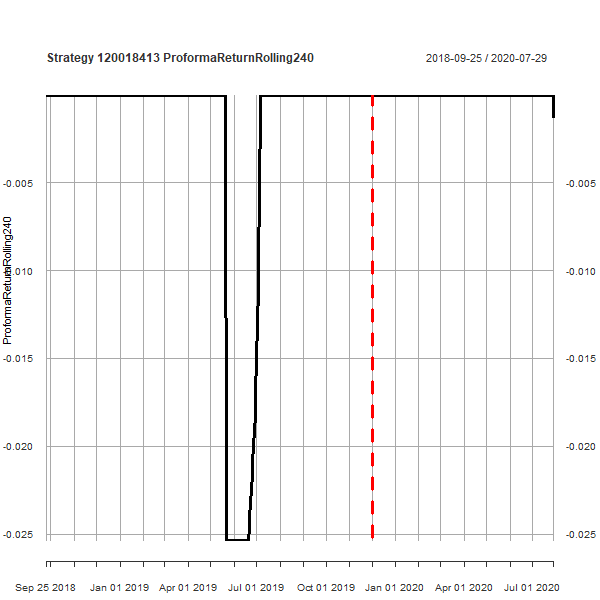 Strategy 120018413 ProformaReturnRolling240
2018-09-25 / 2020-07-29
-0.005 -0.005
-0.010 -0.010
-0.015 -0.015
-0.020 -0.020
-0.025 -0.025
ProformaReturnRolling240
Sep 25 2018 Jan 01 2019 Apr 01 2019 Jul 01 2019 Oct 01 2019 Jan 01 2020 Apr 01 2020 Jul 01 2020